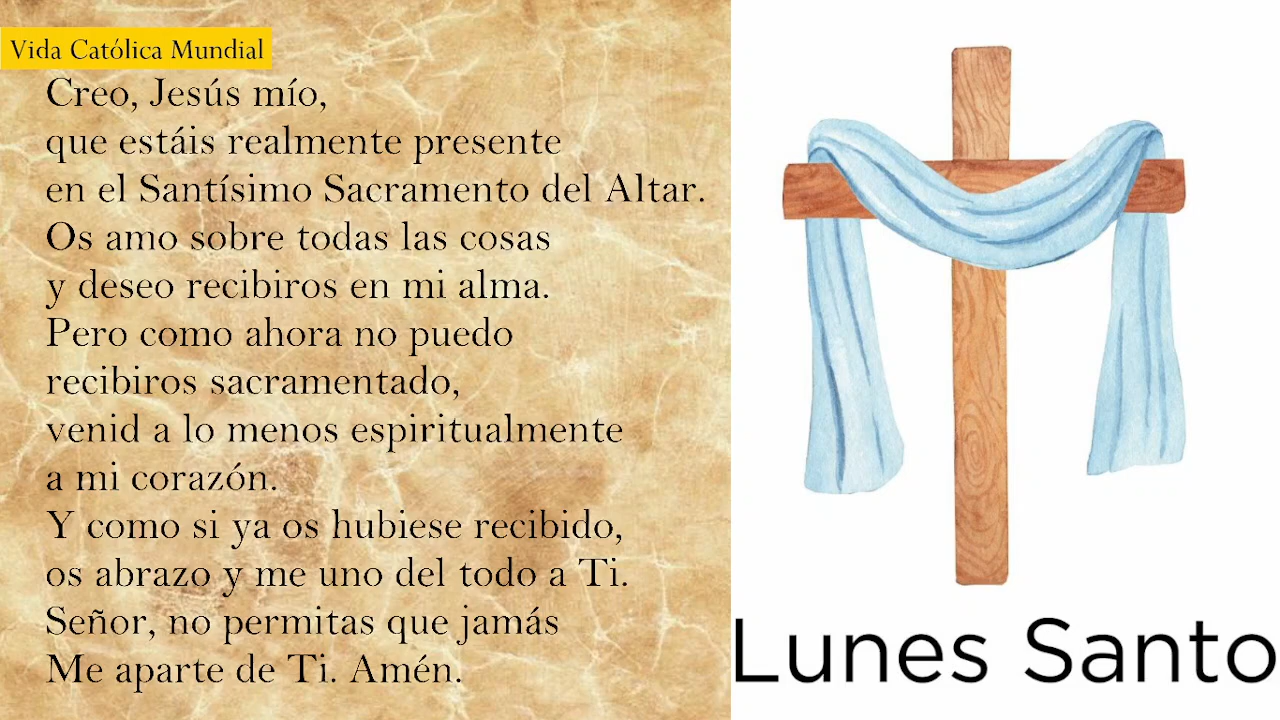 Vida Católica Mundial
Creo, Jesús mío,
que estáis realmente presente
en el Santísimo Sacramento del Altar.
Os amo sobre todas las cosas
y deseo recibiros en mi alma.
Pero como ahora no puedo
recibiros sacramentado,
venid a lo menos espiritualmente
a mi corazón.
Y como si ya os hubiese recibido,
os abrazo y me uno del todo a Ti.
Señor, no permitas que jamás
Me aparte de Ti. Amén.
Lunes Santo